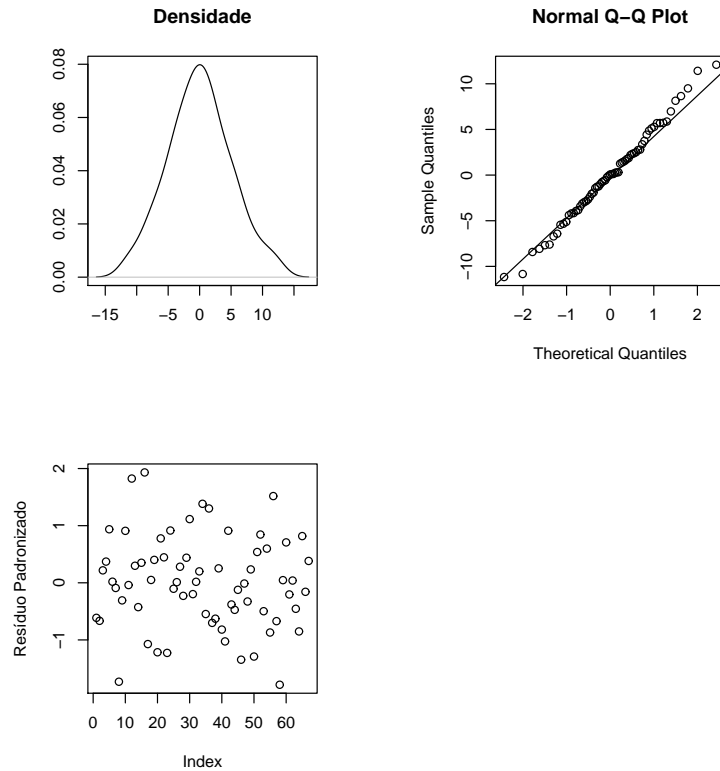 Densidade
0.00 0.02 0.04 0.06 0.08
−15 −5 0 5 10
Normal Q−Q Plot
Sample Quantiles
−10 −5 0 5 10
−2 −1 0 1 2
Theoretical Quantiles
Resíduo Padronizado
−1 0 1 2
0 10 20 30 40 50 60
Index